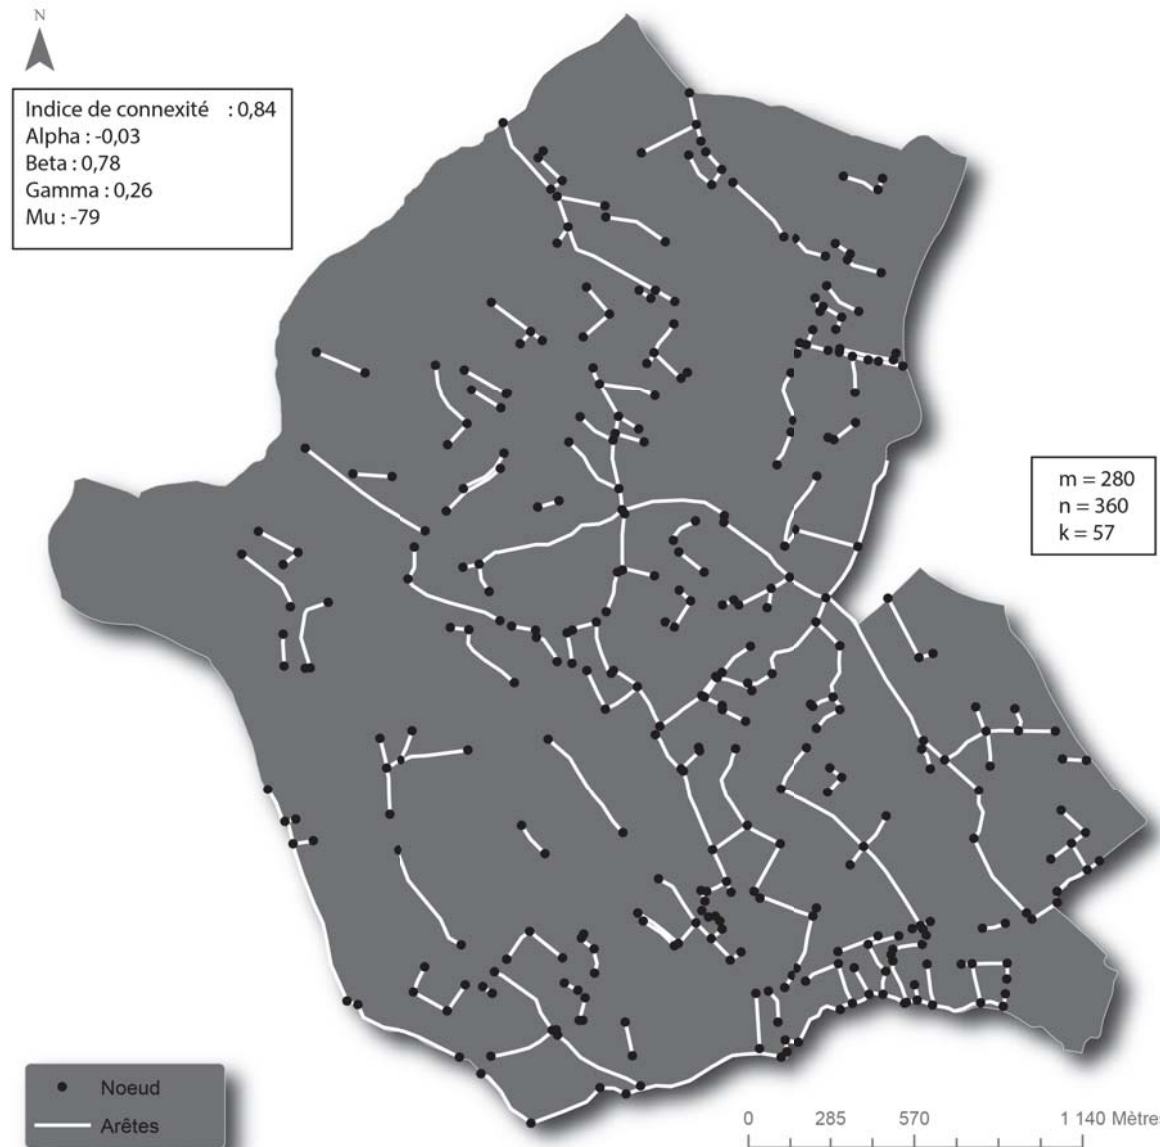 N
Indice de connexité : 0,84
Alpha : -0,03
Beta : 0,78
Gamma : 0,26
Mu : -79
m = 280
n = 360
k = 57
Noeud
Arêtes
0 285 570 1 140 Mètres